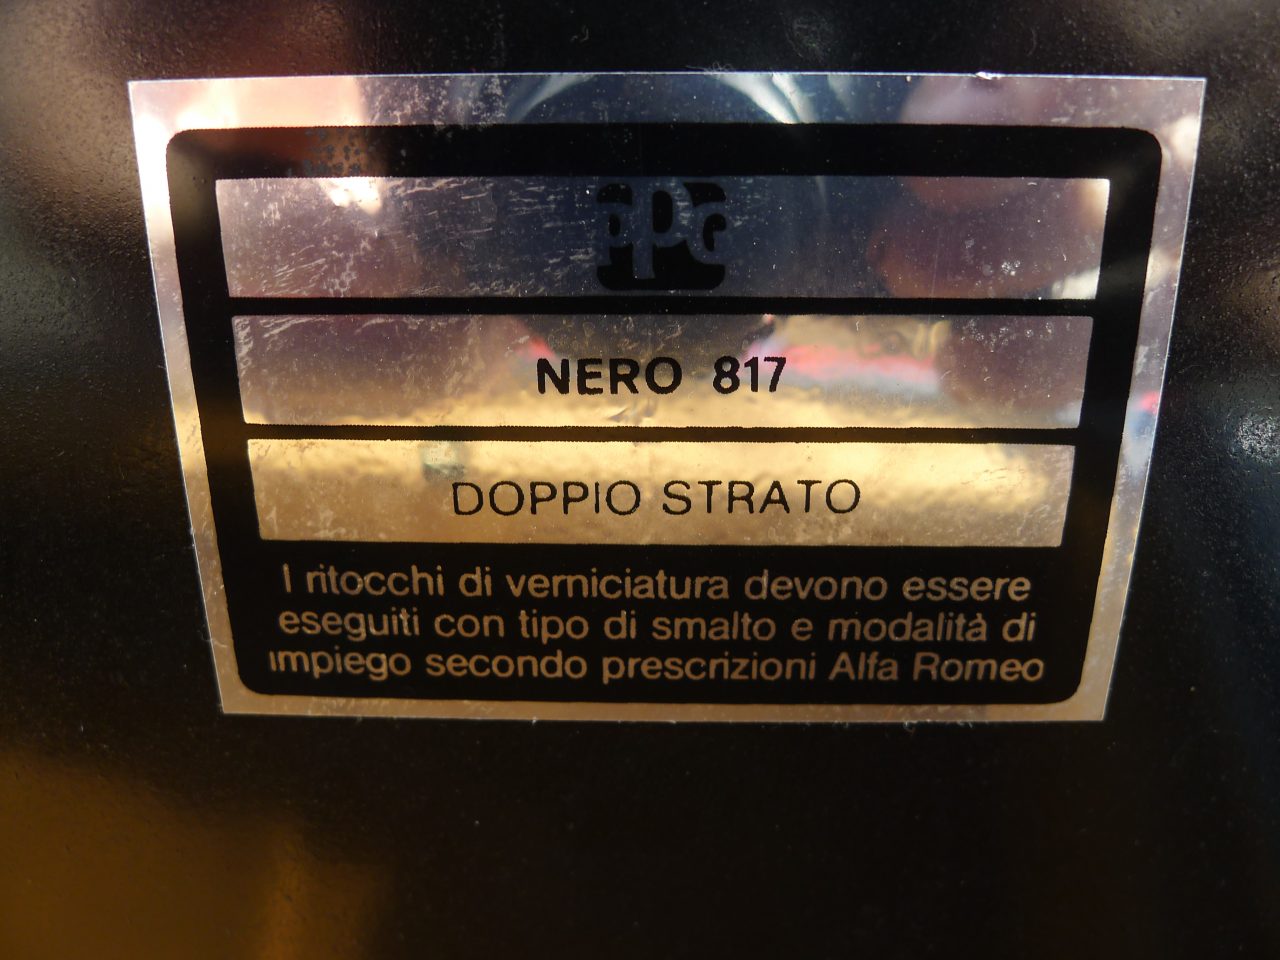 PPG
NERO 817
DOPPIO STRATO
I ritocchi di verniciatura devono essere
eseguiti con tipo di smalto e modalità di
impiego secondo prescrizioni Alfa Romeo